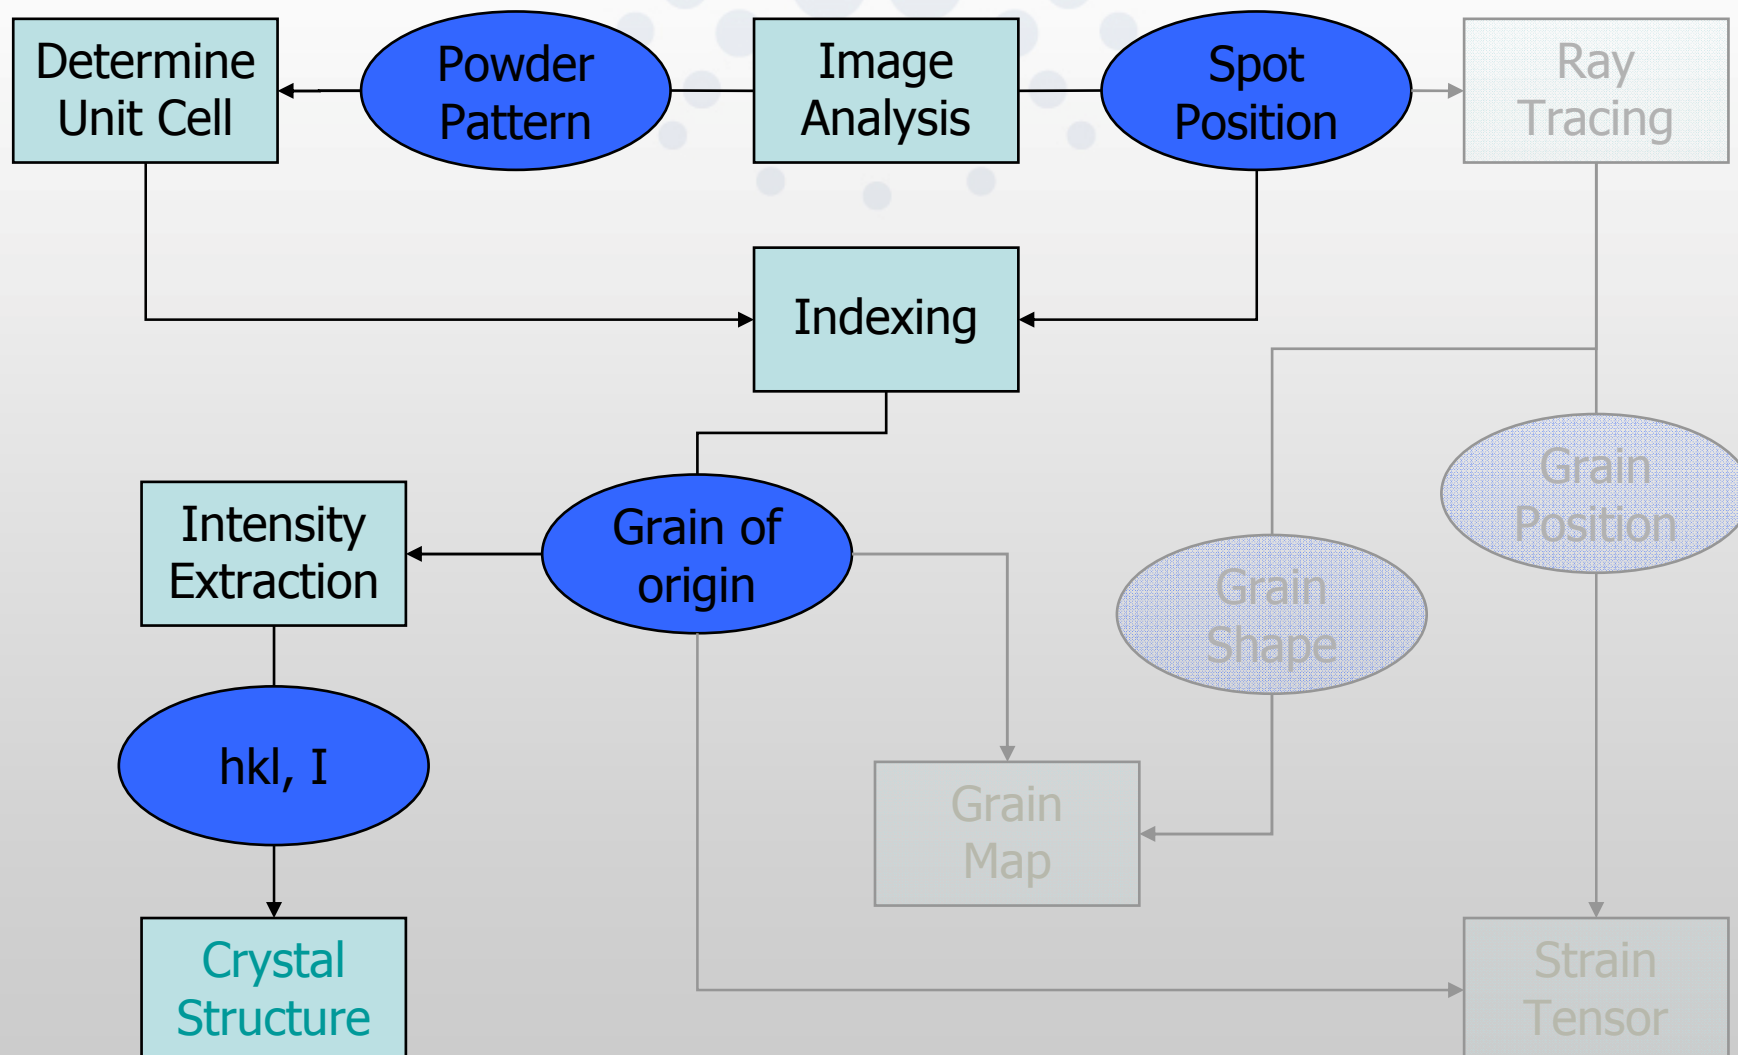 Determine
Unit Cell
Powder
Pattern
Image
Analysis
Spot
Position
Ray
Tracing
Indexing
Grain
Position
Intensity
Extraction
Grain of
origin
Grain
Shape
hkl, I
Grain
Map
Crystal
Structure
Strain
Tensor